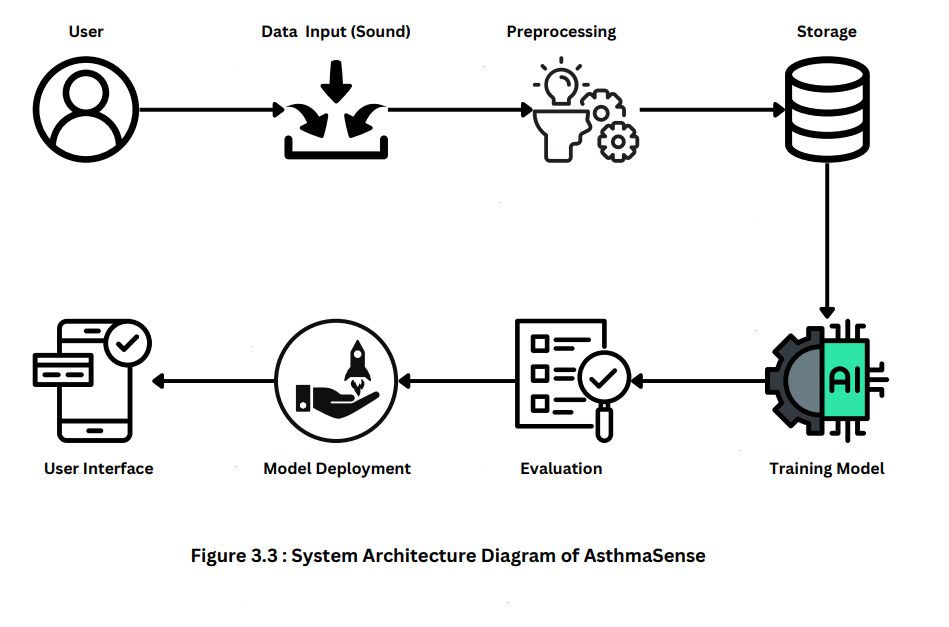 User
Data Input (Sound)
Preprocessing
Storage
AI
User Interface
Model Deployment
Evaluation
Training Model
Figure 3.3 : System Architecture Diagram of AsthmaSense